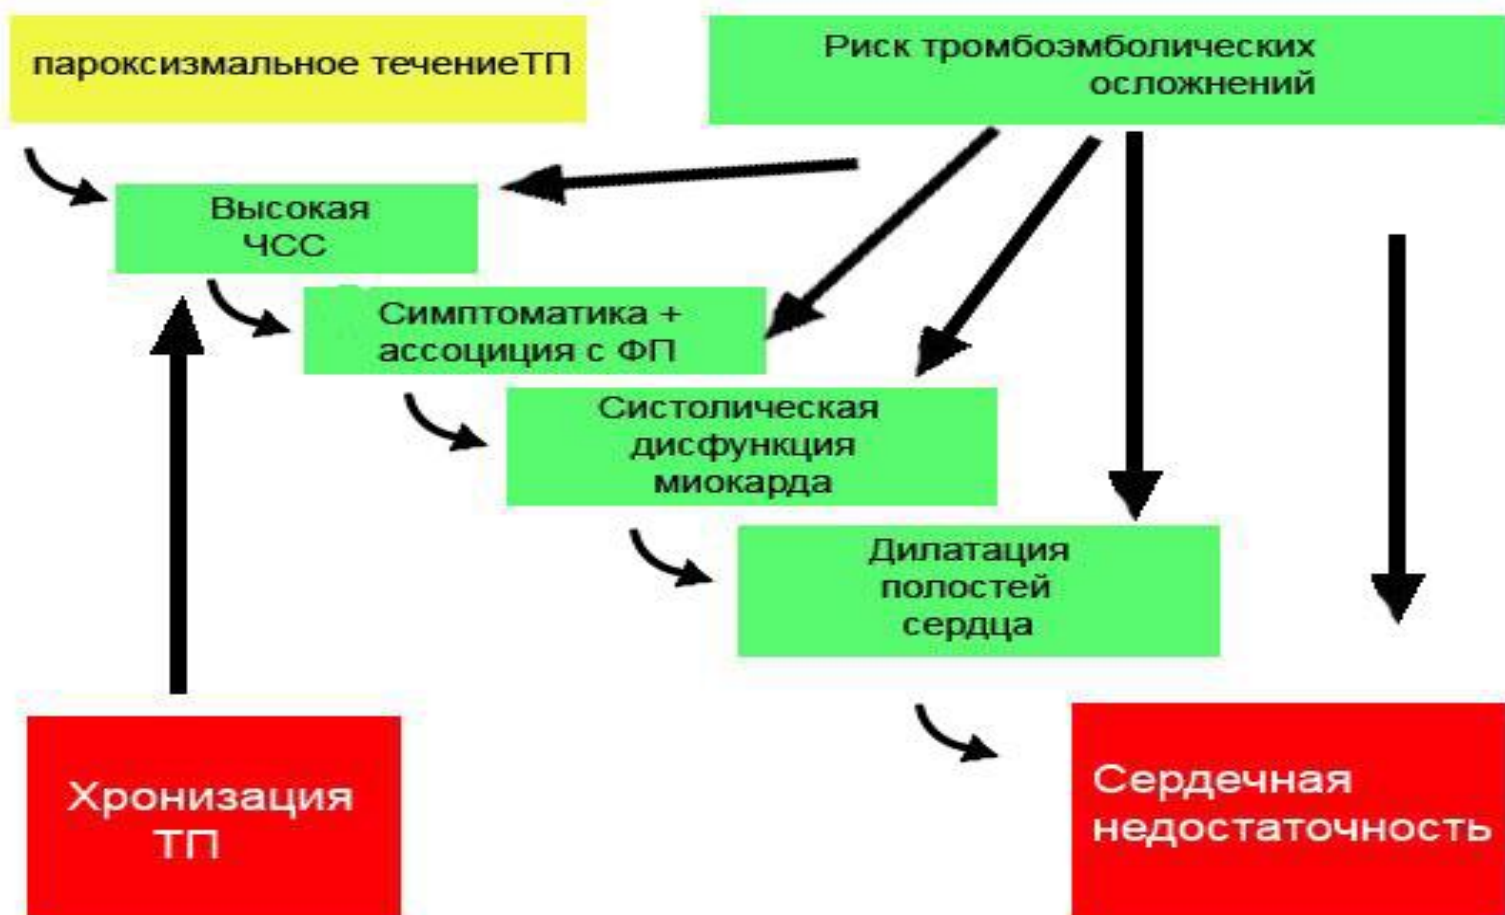 пароксизмальное течениеТП
Риск тромбоэмболических
осложнений
Высокая
ЧСС
Симптоматика +
ассоциция с ФП
Систолическая
дисфункция
миокарда
Дилатация
полостей
сердца
Хронизация
ТП
Сердечная
недостаточность